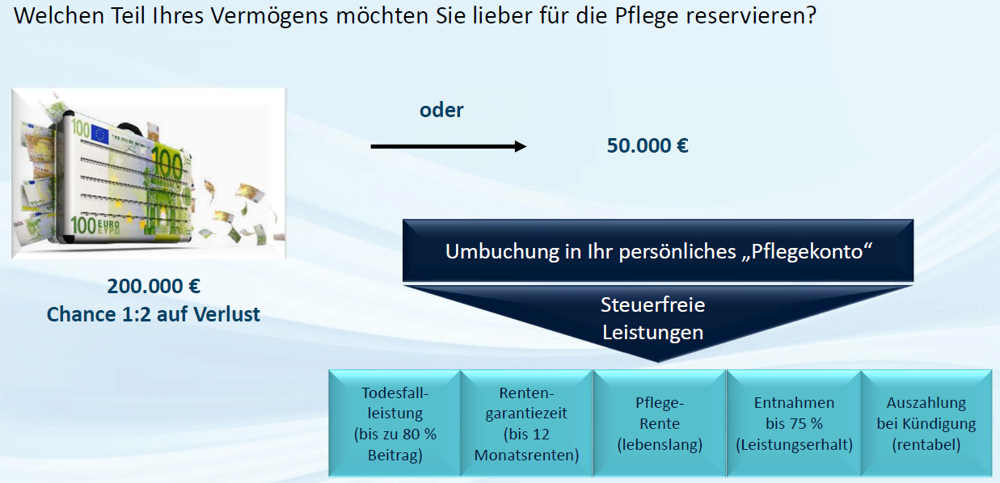 Welchen Teil Ihres Vermögens möchten Sie lieber für die Pflege reservieren?
oder
50.000 €
100
100
100 EURO
ΕΥΡΩ
200.000 €
Chance 1:2 auf Verlust
Umbuchung in Ihr persönliches „Pflegekonto“
Steuerfreie
Leistungen
Todesfall-
leistung
(bis zu 80 %
Beitrag)
Renten-
garantiezeit
(bis 12
Monatsrenten)
Pflege-
Rente
(lebenslang)
Entnahmen
bis 75 %
(Leistungserhalt)
Auszahlung
bei Kündigung
(rentabel)